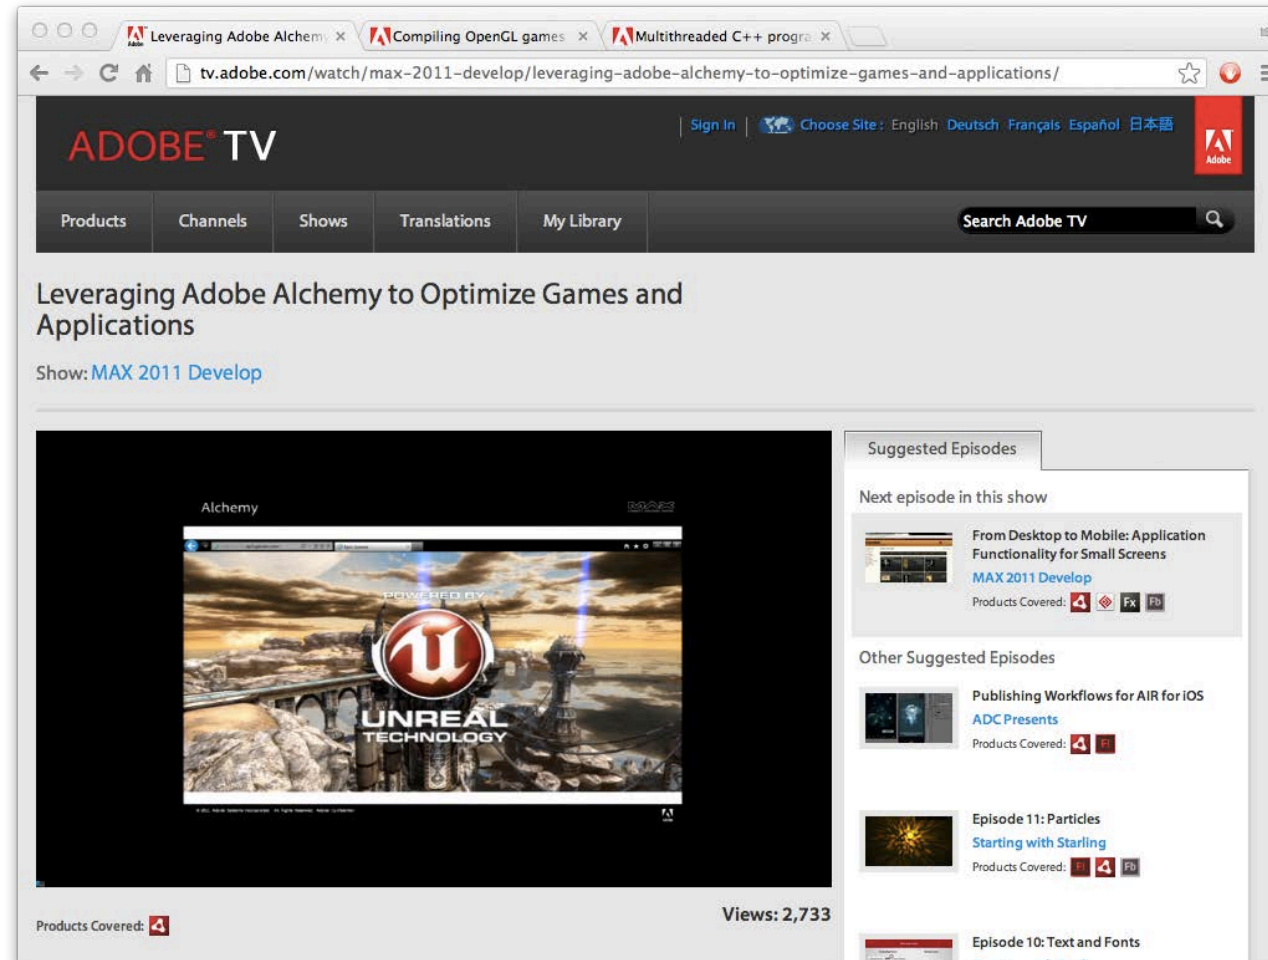 Leveraging Adobe Alchem
Compiling OpenGL games
Multithreaded C++ progra
tv.adobe.com/watch/max-2011-develop/leveraging-adobe-alchemy-to-optimize-games-and-applications/
ADOBE® TV
Sign In | Choose Site: English Deutsch Français Español 日本語
Adobe
Products Channels Shows Translations My Library
Search Adobe TV
Leveraging Adobe Alchemy to Optimize Games and
Applications
Show: MAX 2011 Develop
Suggested Episodes
Next episode in this show
From Desktop to Mobile: Application
Functionality for Small Screens
MAX 2011 Develop
Products Covered: Fx Fb
Alchemy MAX
POWERED BY
UNREAL
TECHNOLOGY
Other Suggested Episodes
Publishing Workflows for AIR for iOS
ADC Presents
Products Covered: Fl
Episode 11: Particles
Starting with Starling
Products Covered: Fl Fb
Views: 2,733
Products Covered:
Episode 10: Text and Fonts